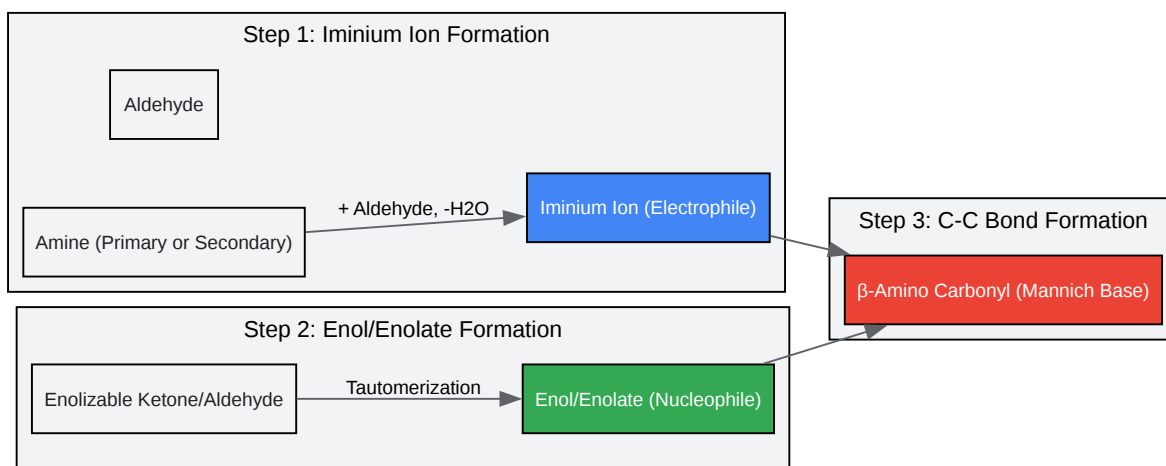 Step 1: Iminium Ion Formation
Aldehyde
Amine (Primary or Secondary)
+ Aldehyde, -H2O
Iminium Ion (Electrophile)
Step 2: Enol/Enolate Formation
Enolizable Ketone/Aldehyde
Tautomerization
Enol/Enolate (Nucleophile)
Step 3: C-C Bond Formation
β-Amino Carbonyl (Mannich Base)